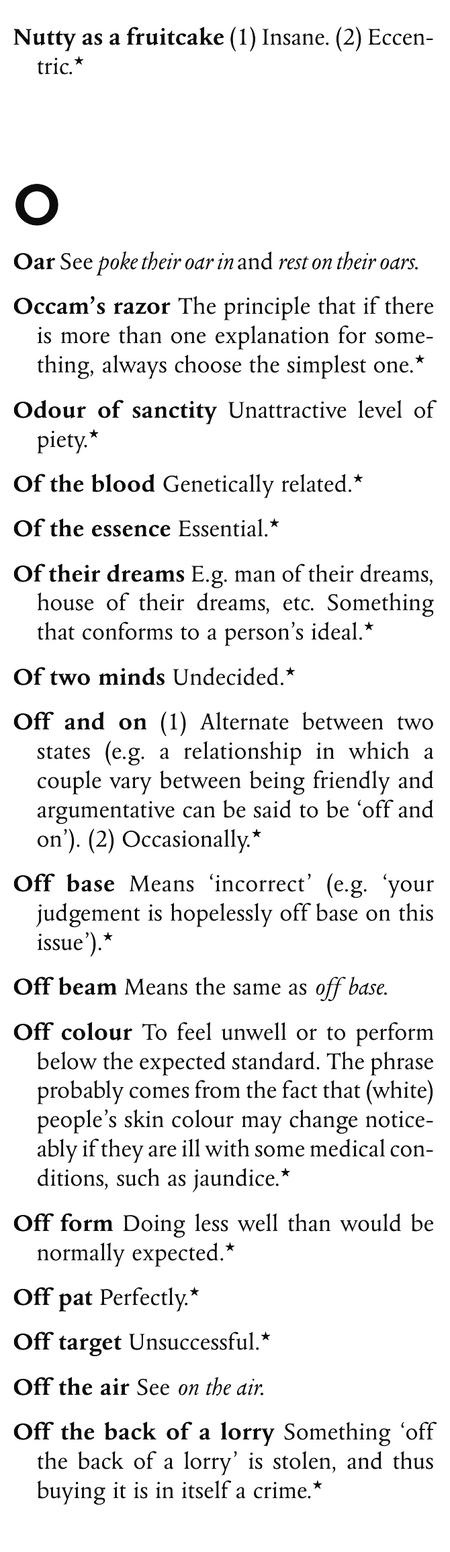 Nutty as a fruitcake (1) Insane. (2) Eccen-
tric.★
O
Oar See poke their oar in and rest on their oars.
Occam's razor The principle that if there
is more than one explanation for some-
thing, always choose the simplest one.★
Odour of sanctity Unattractive level of
piety.★
Of the blood Genetically related.★
Of the essence Essential.★
Of their dreams E.g. man of their dreams,
house of their dreams, etc. Something
that conforms to a person's ideal.★
Of two minds Undecided.★
Off and on (1) Alternate between two
states (e.g. a relationship in which a
couple vary between being friendly and
argumentative can be said to be ‘off and
on’). (2) Occasionally.★
Off base Means ‘incorrect’ (e.g. ‘your
judgement is hopelessly off base on this
issue’).★
Off beam Means the same as off base.
Off colour To feel unwell or to perform
below the expected standard. The phrase
probably comes from the fact that (white)
people's skin colour may change notice-
ably if they are ill with some medical con-
ditions, such as jaundice.★
Off form Doing less well than would be
normally expected.★
Off pat Perfectly.★
Off target Unsuccessful.★
Off the air See on the air.
Off the back of a lorry Something ‘off
the back of a lorry’ is stolen, and thus
buying it is in itself a crime.★